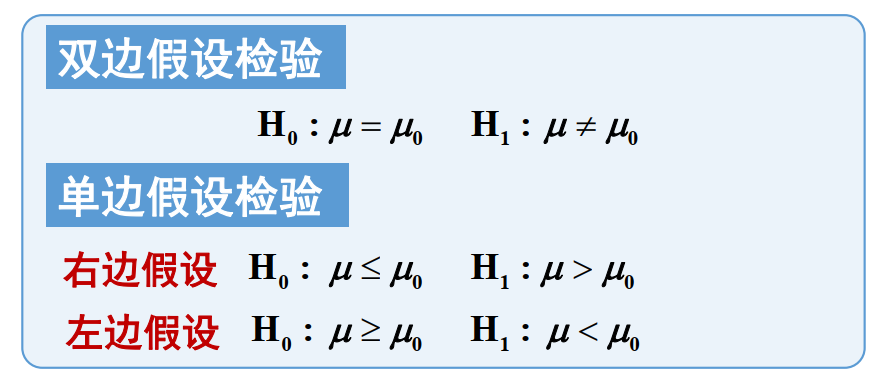 双边假设检验
H₀ : μ = μ₀ H₁ : μ ≠ μ₀
单边假设检验
右边假设 H₀ : μ ≤ μ₀ H₁ : μ > μ₀
左边假设 H₀ : μ ≥ μ₀ H₁ : μ < μ₀